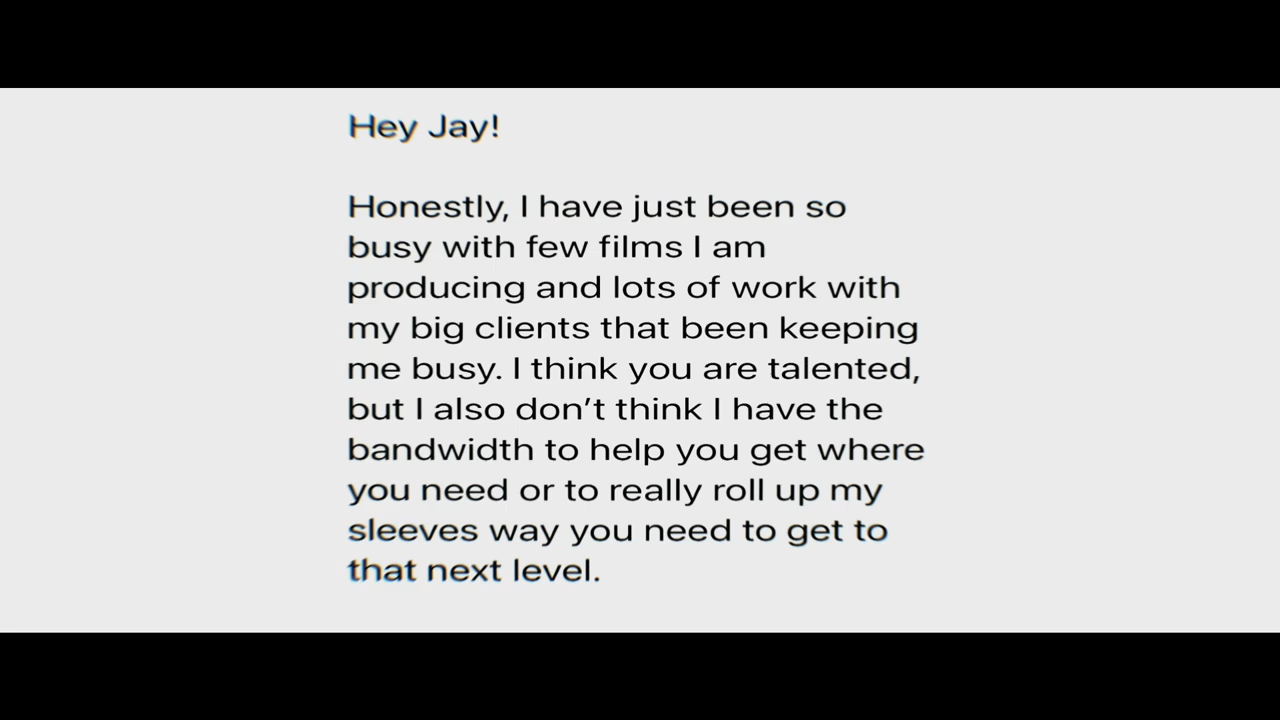 Hey Jay!
Honestly, I have just been so
busy with few films I am
producing and lots of work with
my big clients that been keeping
me busy. I think you are talented,
but I also don’t think I have the
bandwidth to help you get where
you need or to really roll up my
sleeves way you need to get to
that next level.